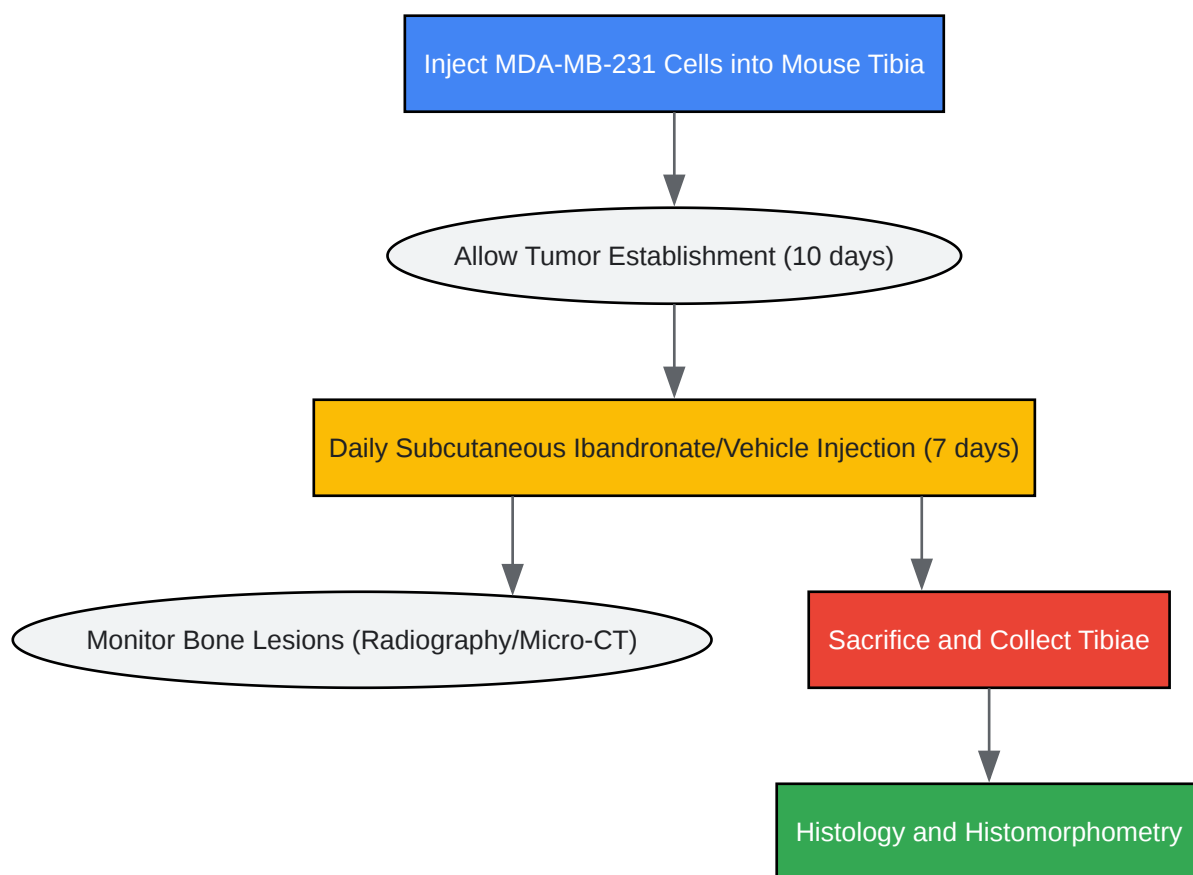 Inject MDA-MB-231 Cells into Mouse Tibia
Allow Tumor Establishment (10 days)
Daily Subcutaneous Ibandronate/Vehicle Injection (7 days)
Monitor Bone Lesions (Radiography/Micro-CT)
Sacrifice and Collect Tibiae
Histology and Histomorphometry